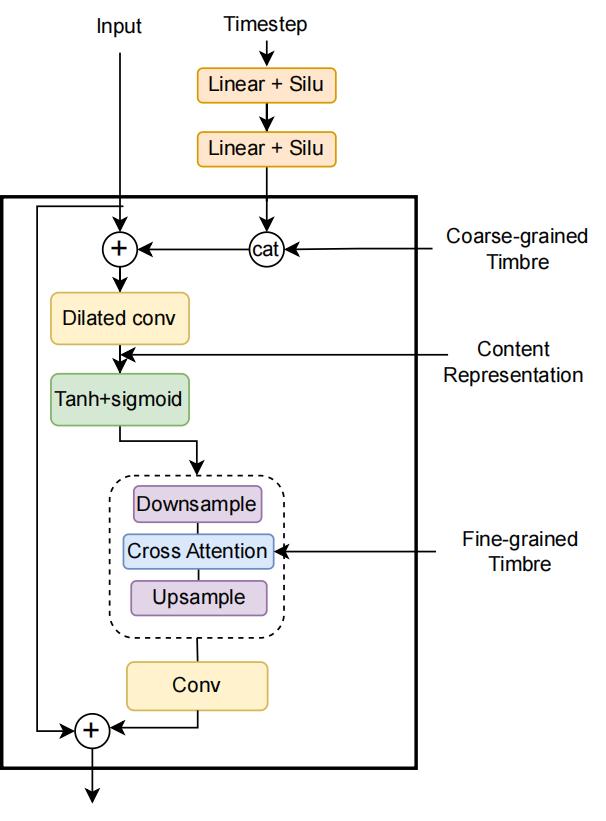 Input
Timestep
Linear + Silu
Linear + Silu
+
cat
Coarse-grained
Timbre
Dilated conv
Content
Representation
Tanh+sigmoid
Downsample
Cross Attention
Fine-grained
Timbre
Upsample
Conv
+